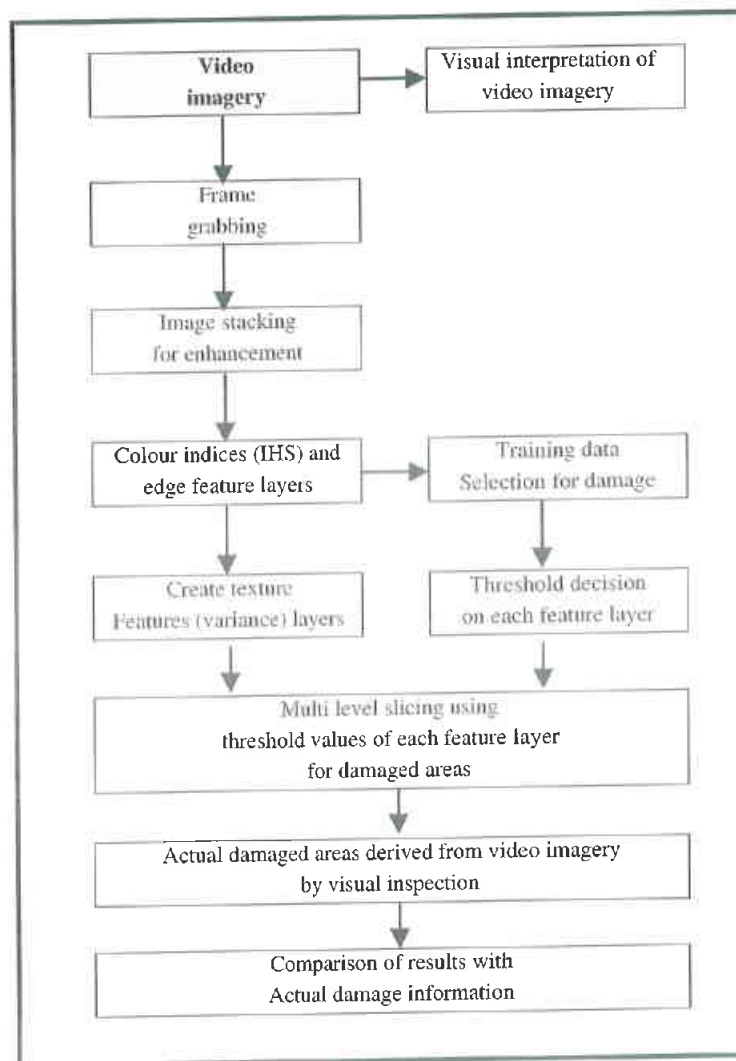 Video
imagery
Visual interpretation of
video imagery
Frame
grabbing
Image stacking
for enhancement
Colour indices (IHS) and
edge feature layers
Training data
Selection for damage
Create texture
Features (variance) layers
Threshold decision
on each feature layer
Multi level slicing using
threshold values of each feature layer
for damaged areas
Actual damaged areas derived from video imagery
by visual inspection
Comparison of results with
Actual damage information